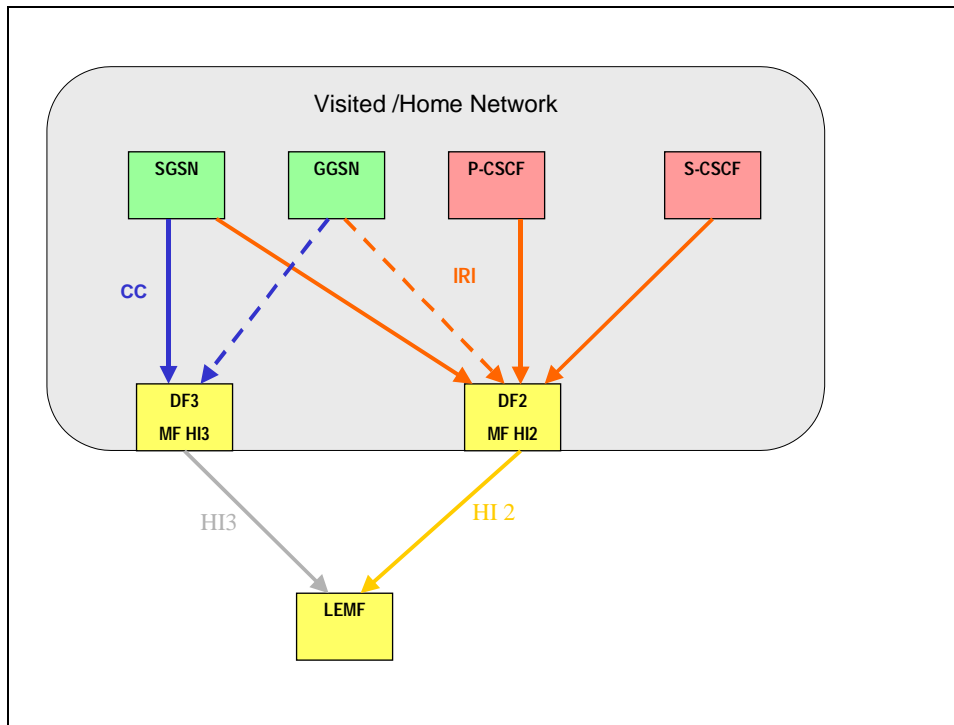 Visited /Home Network
SGSN
GGSN
P-CSCF
S-CSCF
CC
IRI
DF3
MF HI3
DF2
MF HI2
HI3
HI 2
LEMF